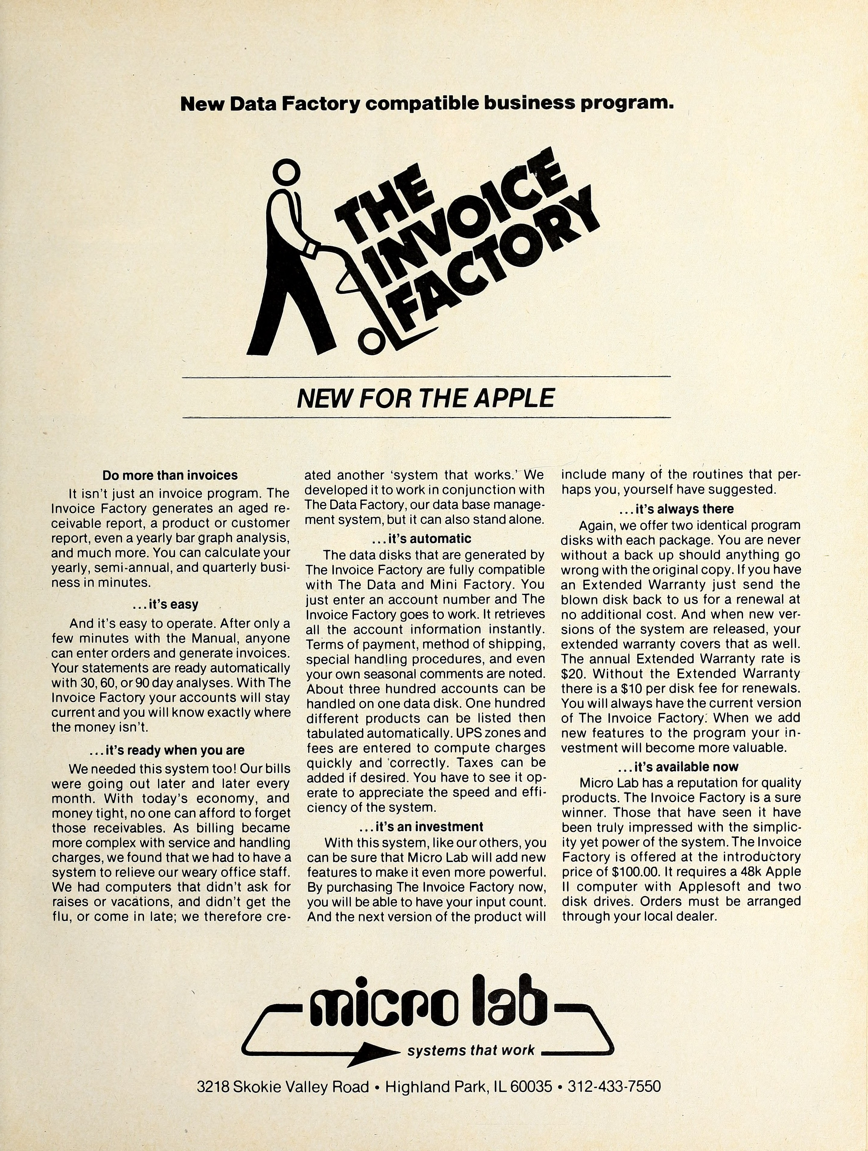 New Data Factory compatible business program.
THE
INVOICE
FACTORY
NEW FOR THE APPLE
Do more than invoices
It isn't just an invoice program. The
Invoice Factory generates an aged re-
ceivable report, a product or customer
report, even a yearly bar graph analysis,
and much more. You can calculate your
yearly, semi-annual, and quarterly busi-
ness in minutes.
...it's easy
And it's easy to operate. After only a
few minutes with the Manual, anyone
can enter orders and generate invoices.
Your statements are ready automatically
with 30, 60, or 90 day analyses. With The
Invoice Factory your accounts will stay
current and you will know exactly where
the money isn't.
...it's ready when you are
We needed this system too! Our bills
were going out later and later every
month. With today's economy, and
money tight, no one can afford to forget
those receivables. As billing became
more complex with service and handling
charges, we found that we had to have a
system to relieve our weary office staff.
We had computers that didn't ask for
raises or vacations, and didn't get the
flu, or come in late; we therefore cre-
ated another 'system that works.' We
developed it to work in conjunction with
The Data Factory, our data base manage-
ment system, but it can also stand alone.
...it's automatic
The data disks that are generated by
The Invoice Factory are fully compatible
with The Data and Mini Factory. You
just enter an account number and The
Invoice Factory goes to work. It retrieves
all the account information instantly.
Terms of payment, method of shipping,
special handling procedures, and even
your own seasonal comments are noted.
About three hundred accounts can be
handled on one data disk. One hundred
different products can be listed then
tabulated automatically. UPS zones and
fees are entered to compute charges
quickly and correctly. Taxes can be
added if desired. You have to see it op-
erate to appreciate the speed and effi-
ciency of the system.
...it's an investment
With this system, like our others, you
can be sure that Micro Lab will add new
features to make it even more powerful.
By purchasing The Invoice Factory now,
you will be able to have your input count.
And the next version of the product will
include many of the routines that per-
haps you, yourself have suggested.
...it's always there
Again, we offer two identical program
disks with each package. You are never
without a back up should anything go
wrong with the original copy. If you have
an Extended Warranty just send the
blown disk back to us for a renewal at
no additional cost. And when new ver-
sions of the system are released, your
extended warranty covers that as well.
The annual Extended Warranty rate is
$20. Without the Extended Warranty
there is a $10 per disk fee for renewals.
You will always have the current version
of The Invoice Factory. When we add
new features to the program your in-
vestment will become more valuable.
...it's available now
Micro Lab has a reputation for quality
products. The Invoice Factory is a sure
winner. Those that have seen it have
been truly impressed with the simplic-
ity yet power of the system. The Invoice
Factory is offered at the introductory
price of $100.00. It requires a 48k Apple
II computer with Applesoft and two
disk drives. Orders must be arranged
through your local dealer.
micro lab
systems that work
3218 Skokie Valley Road • Highland Park, IL 60035 • 312-433-7550